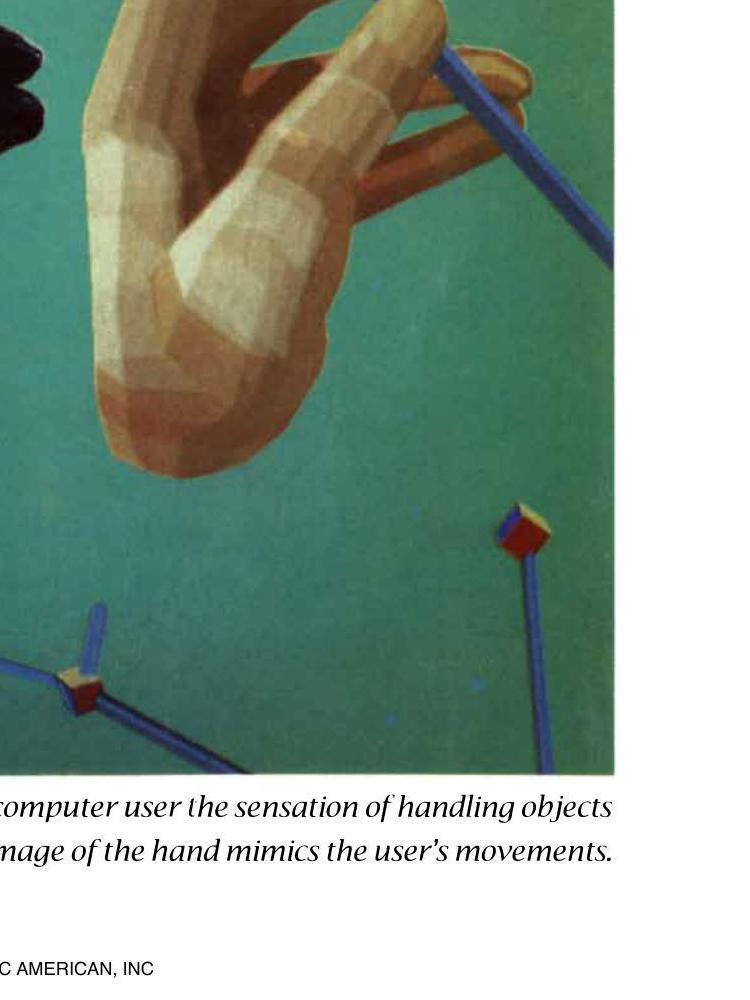 computer user the sensation of handling objects
mage of the hand mimics the user's movements.
C AMERICAN, INC